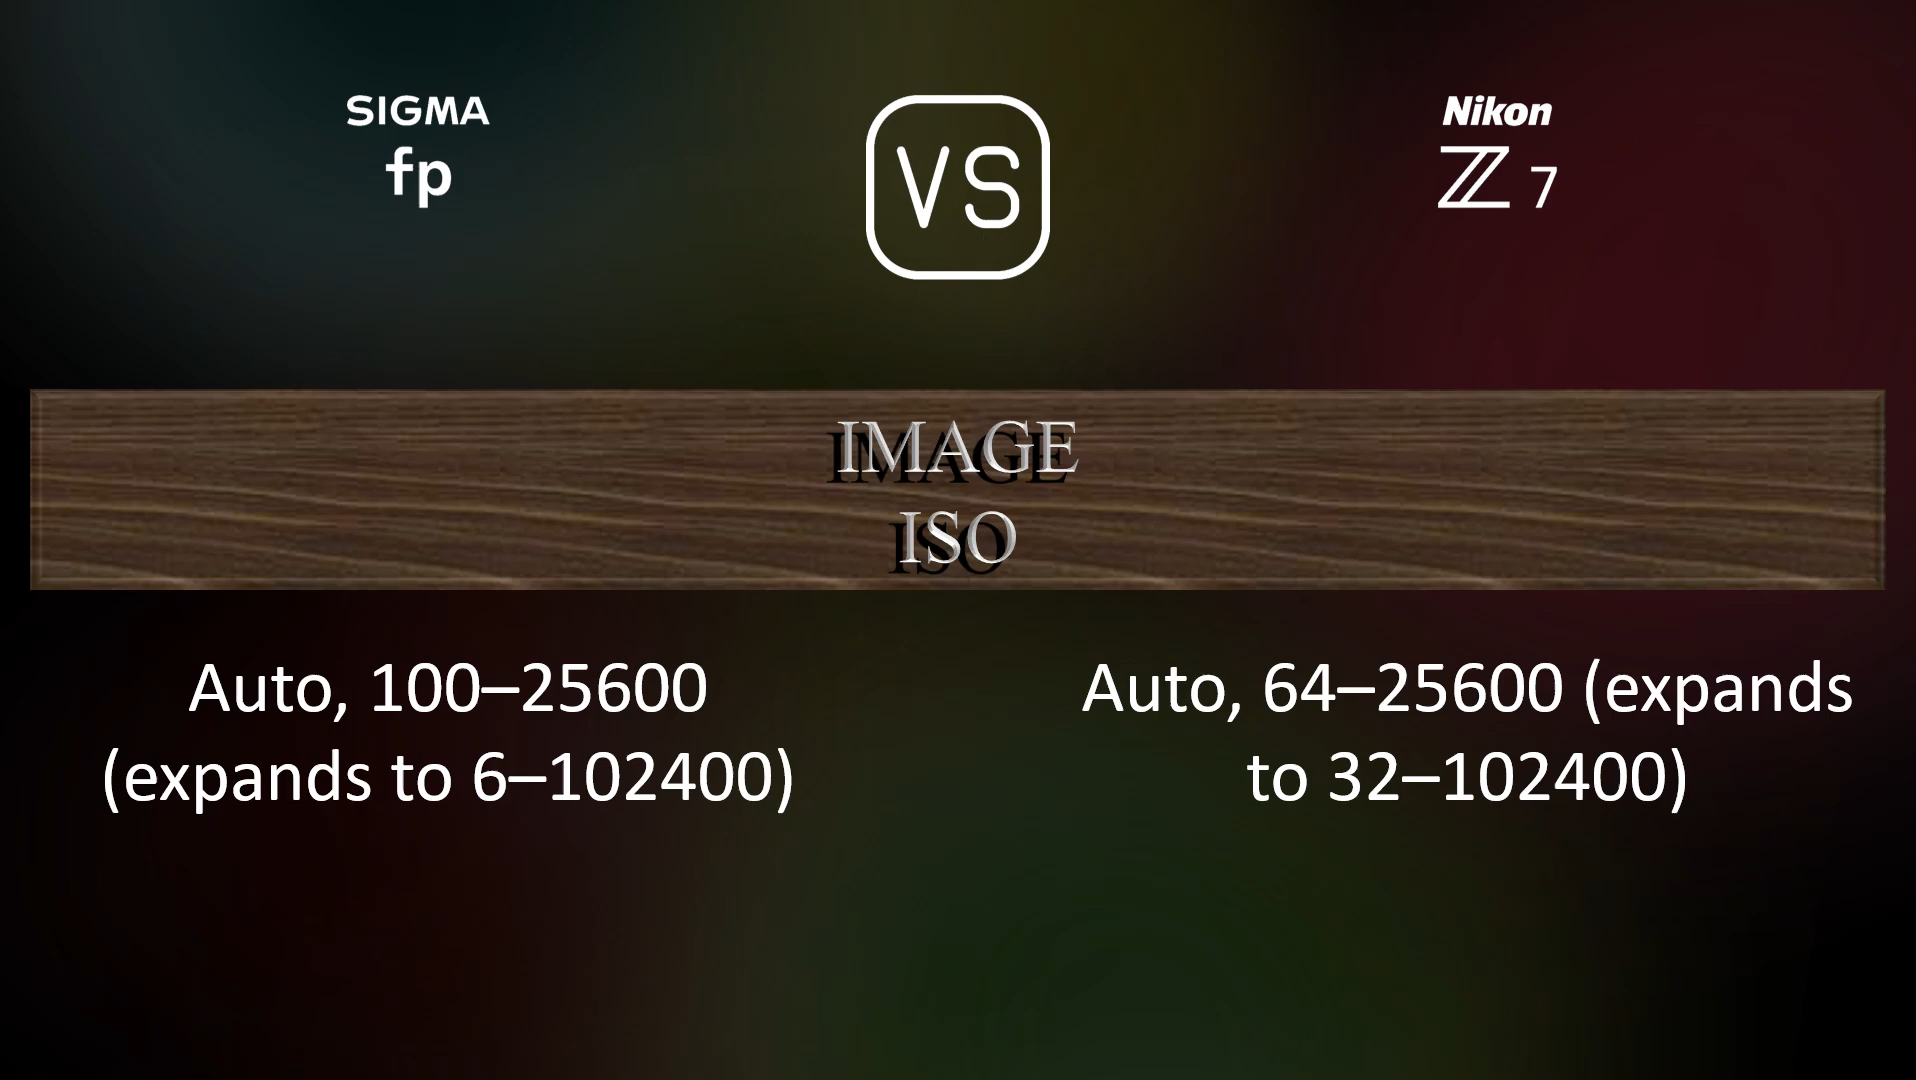 SIGMA
fp
VS
Nikon
Z 7
IMAGE
ISO
Auto, 100–25600
(expands to 6–102400)
Auto, 64–25600 (expands
to 32–102400)